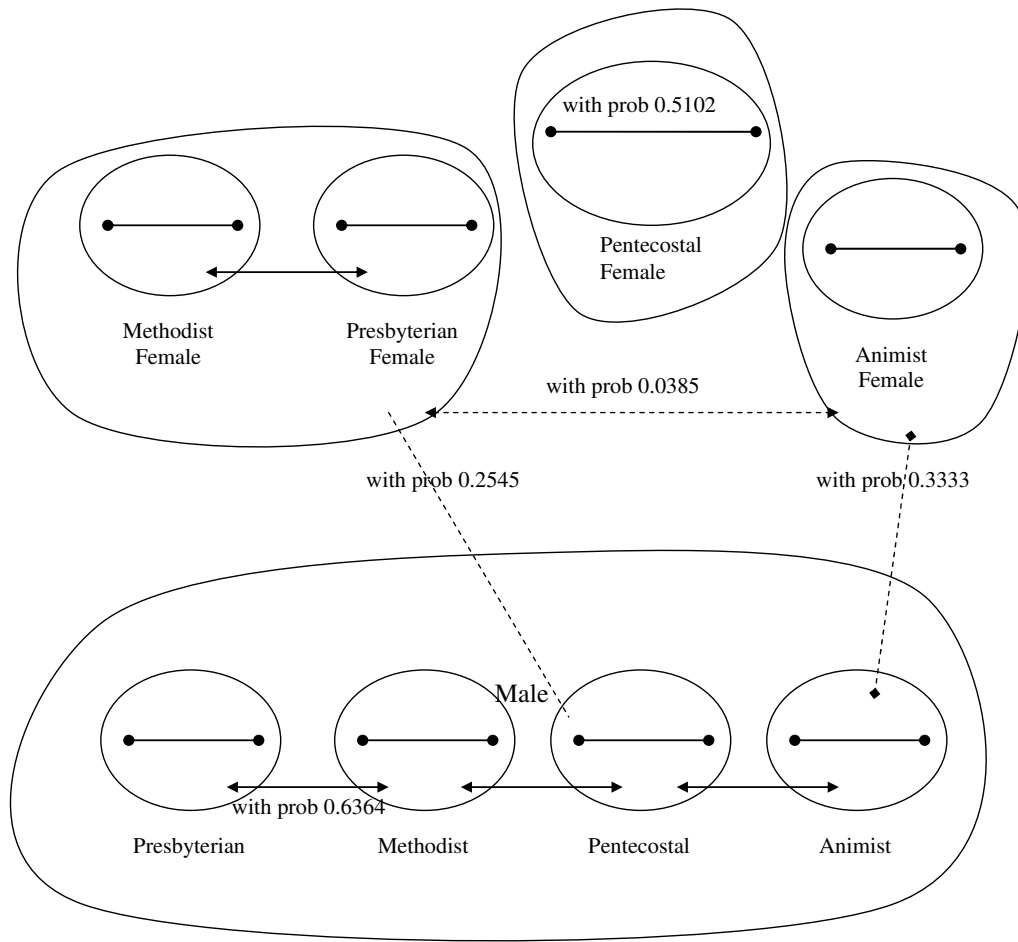 with prob 0.5102
Pentecostal
Female
Methodist
Female
Presbyterian
Female
Animist
Female
with prob 0.0385
with prob 0.2545
with prob 0.3333
Male
with prob 0.6364
Presbyterian
Methodist
Pentecostal
Animist